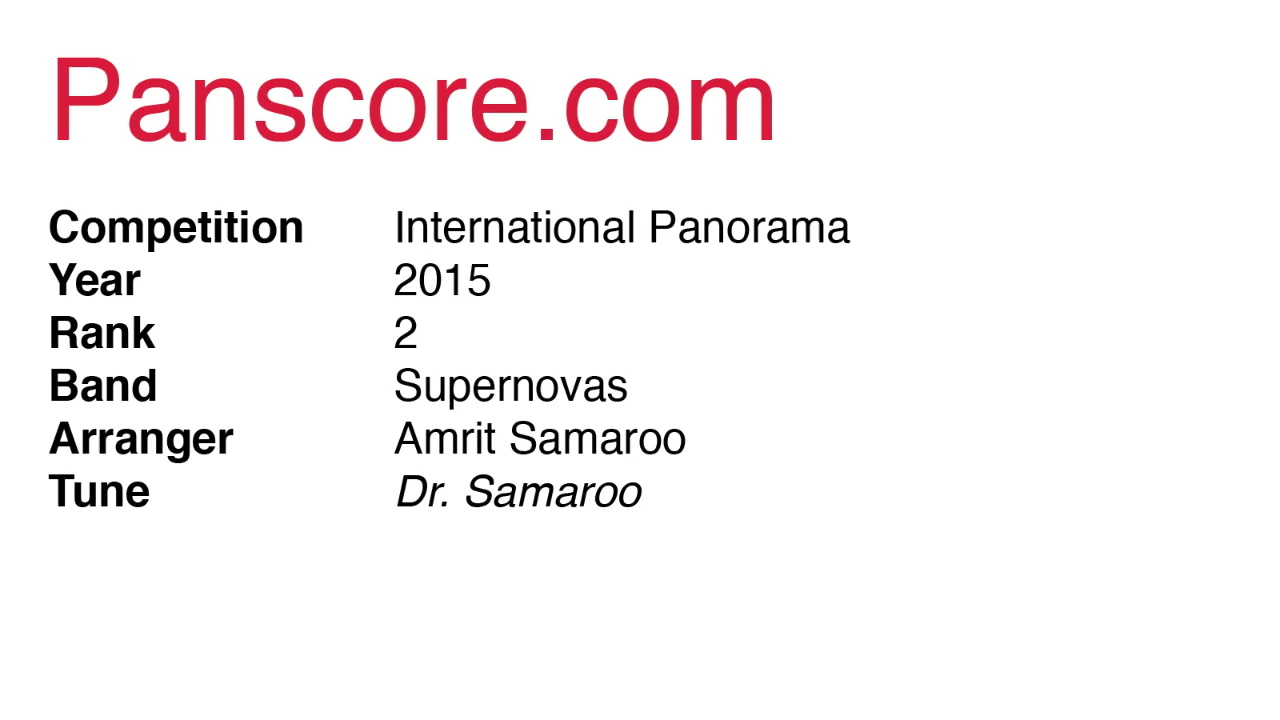 Panscore.com
Competition International Panorama
Year 2015
Rank 2
Band Supernovas
Arranger Amrit Samaroo
Tune Dr. Samaroo